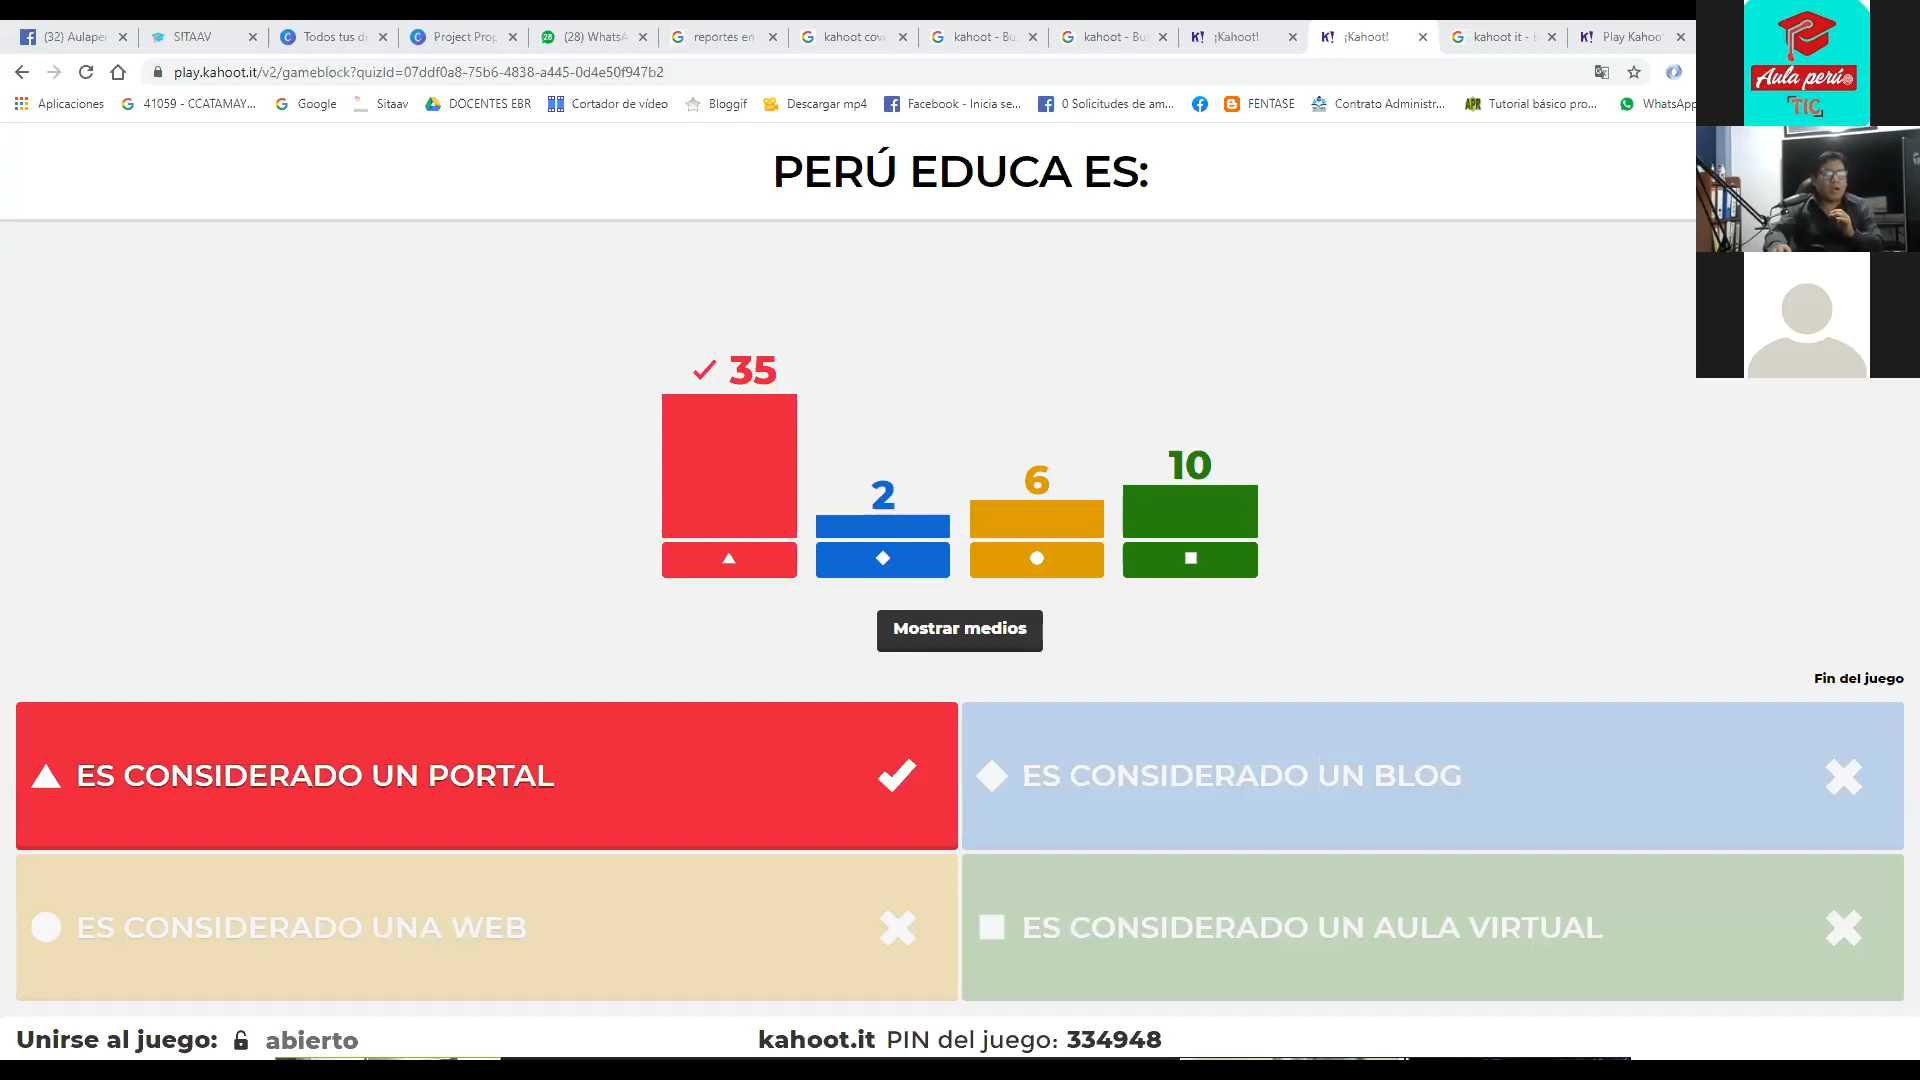 (32) Aulape
SITAAV
Todos tus d
Project Prop
(28) WhatsA
reportes en
kahoot cov
kahoot - Bu
kahoot - Bu
¡Kahoot!
¡Kahoot!
kahoot it - b
Play Kahoo
play.kahoot.it/v2/gameblock?quizId=07ddf0a8-75b6-4838-a445-0d4e50f947b2
Aplicaciones
41059 - CCATAMAY...
Google
Sitaav
DOCENTES EBR
Cortador de vídeo
Bloggif
Descargar mp4
Facebook - Inicia se...
0 Solicitudes de am...
FENTASE
Contrato Administr...
Tutorial básico pro...
WhatsApp
Aula perú
TIC
PERÚ EDUCA ES:
35
2
6
10
Mostrar medios
Fin del juego
ES CONSIDERADO UN PORTAL
ES CONSIDERADO UN BLOG
ES CONSIDERADO UNA WEB
ES CONSIDERADO UN AULA VIRTUAL
Unirse al juego: abierto
kahoot.it PIN del juego: 334948